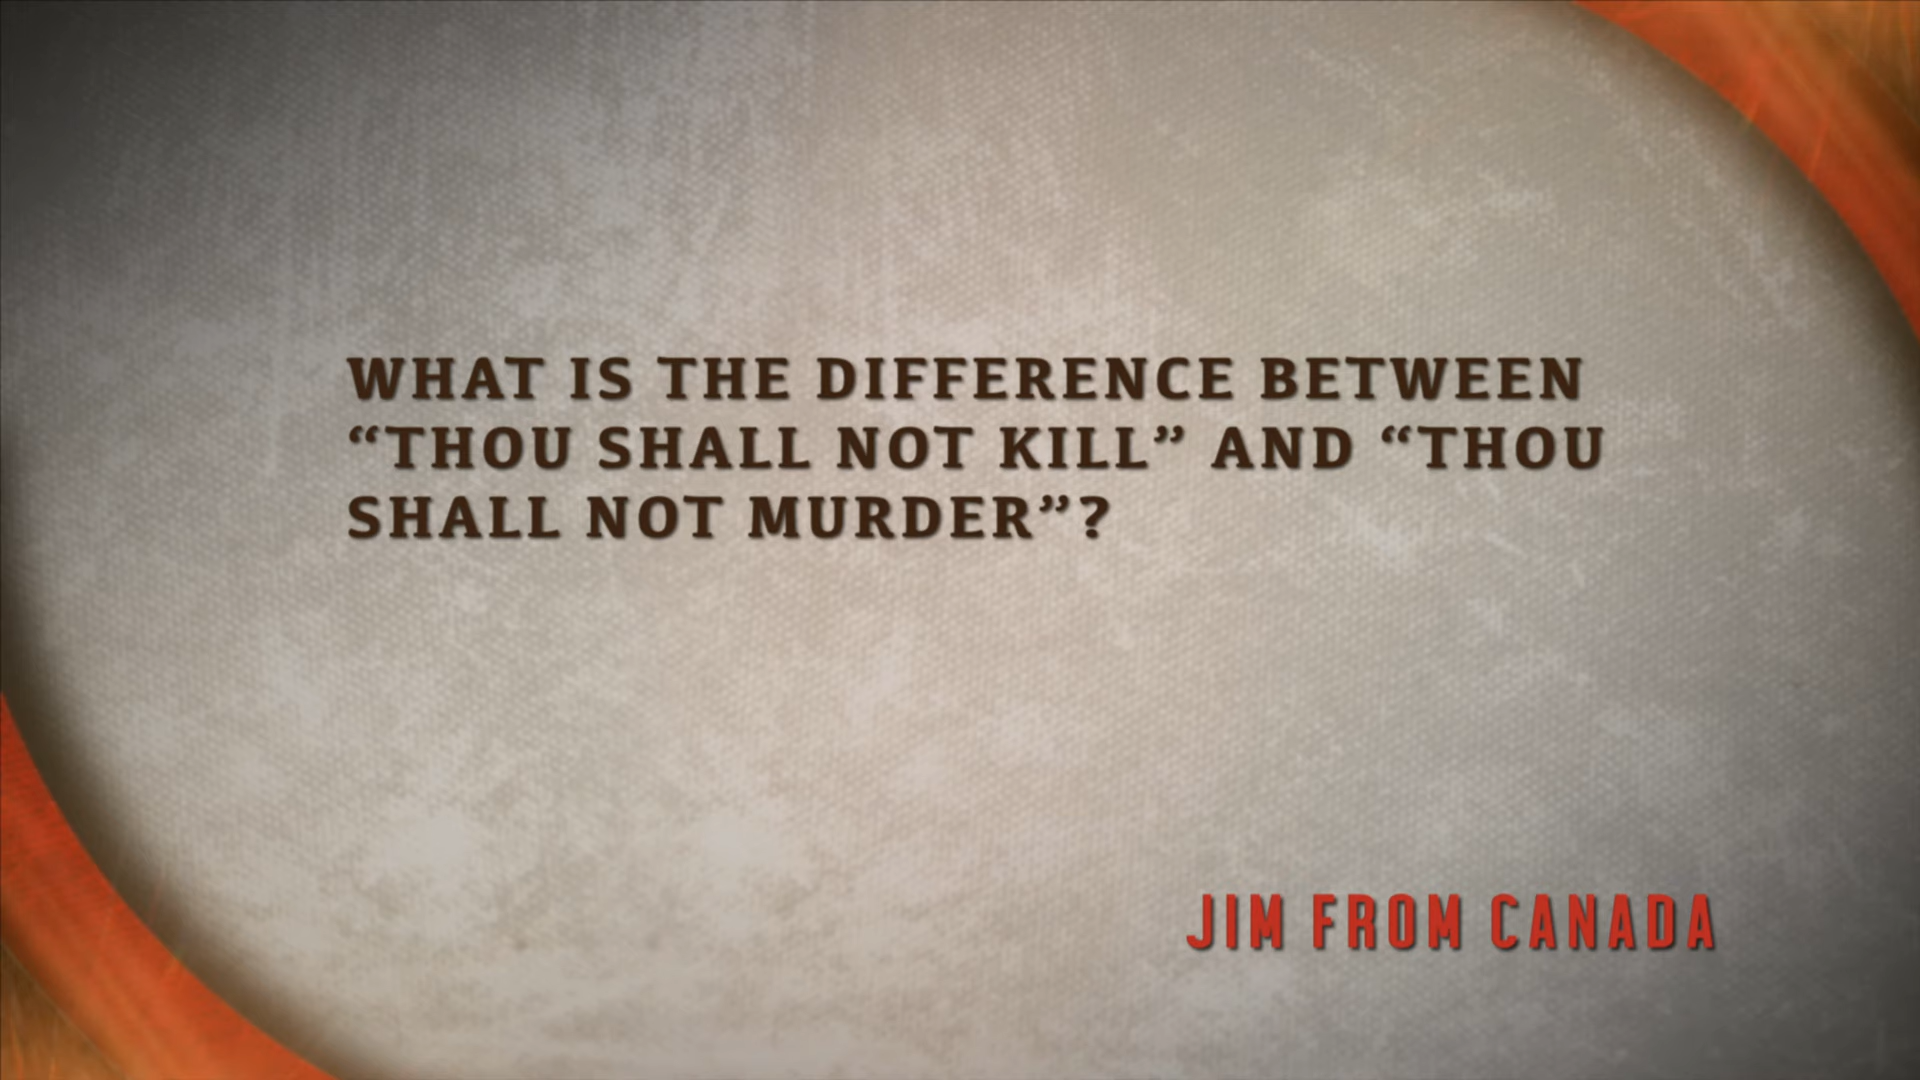 WHAT IS THE DIFFERENCE BETWEEN
“THOU SHALL NOT KILL” AND “THOU
SHALL NOT MURDER”?
JIM FROM CANADA